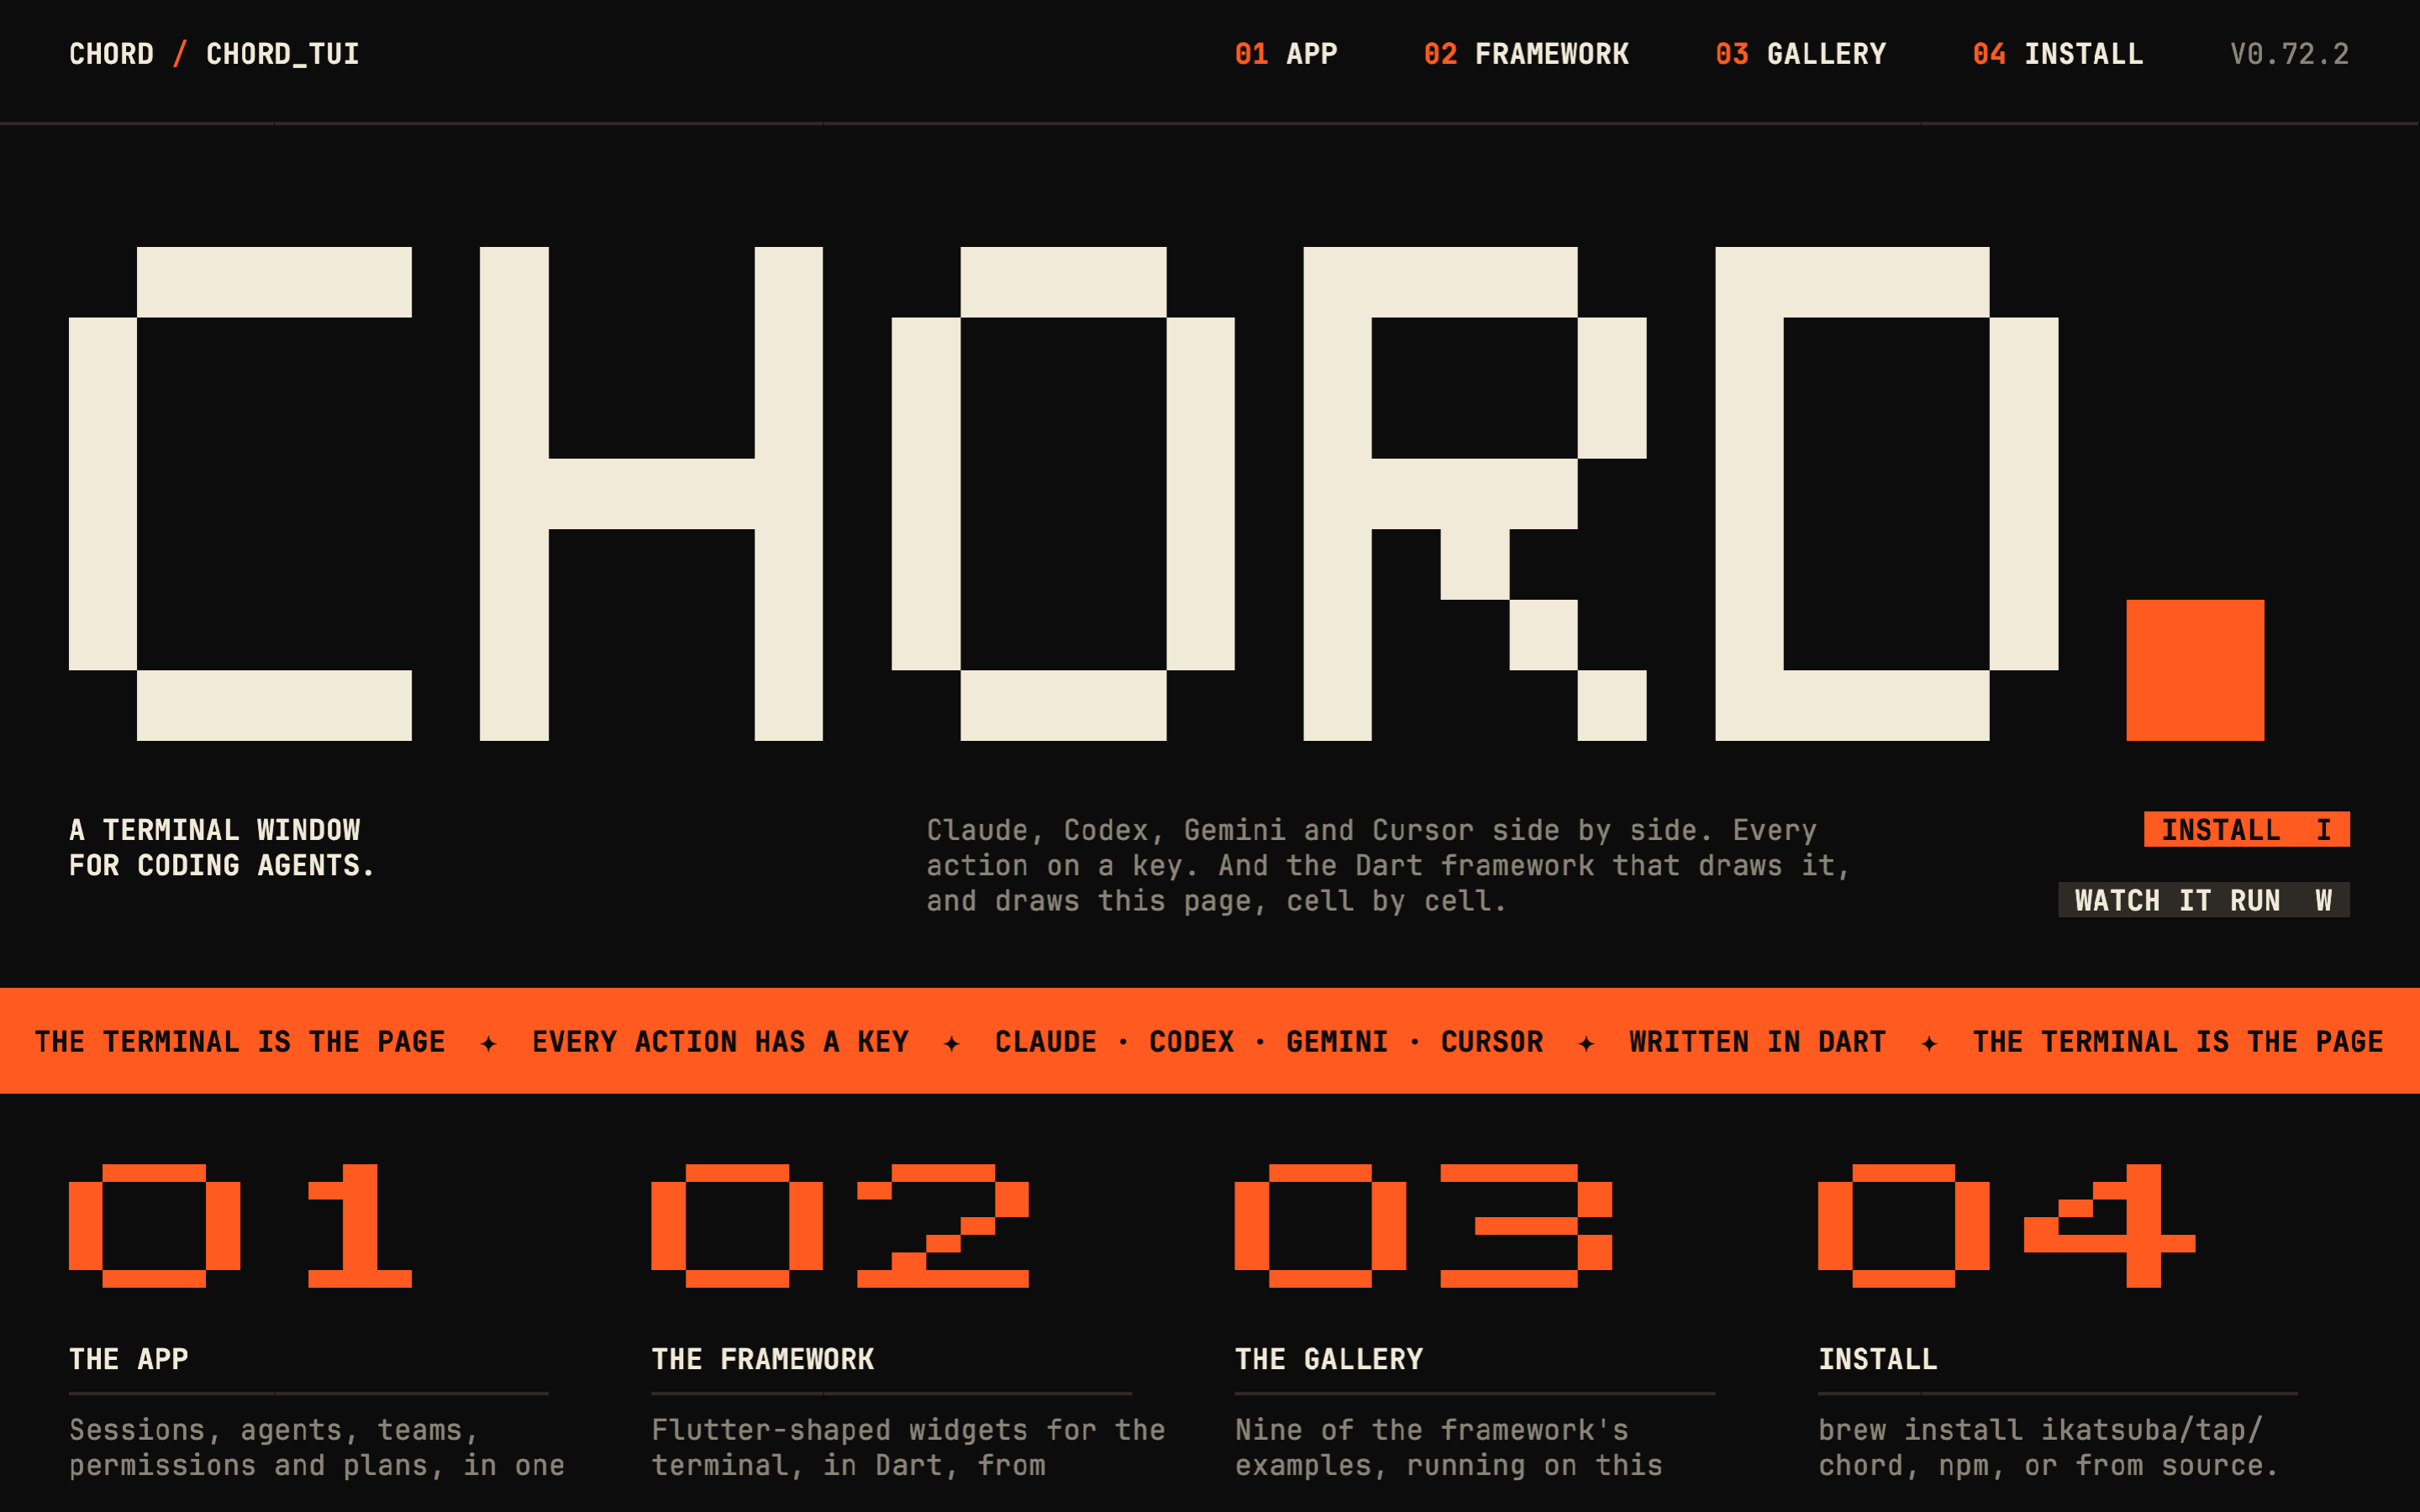 CHORD / CHORD_TUI
01 APP 02 FRAMEWORK 03 GALLERY 04 INSTALL V0.72.2
CHORD.
A TERMINAL WINDOW
FOR CODING AGENTS.
Claude, Codex, Gemini and Cursor side by side. Every
action on a key. And the Dart framework that draws it,
and draws this page, cell by cell.
INSTALL I
WATCH IT RUN W
THE TERMINAL IS THE PAGE ✦ EVERY ACTION HAS A KEY ✦ CLAUDE · CODEX · GEMINI · CURSOR ✦ WRITTEN IN DART ✦ THE TERMINAL IS THE PAGE
01
THE APP
Sessions, agents, teams,
permissions and plans, in one
02
THE FRAMEWORK
Flutter-shaped widgets for the
terminal, in Dart, from
03
THE GALLERY
Nine of the framework's
examples, running on this
04
INSTALL
brew install ikatsuba/tap/
chord, npm, or from source.